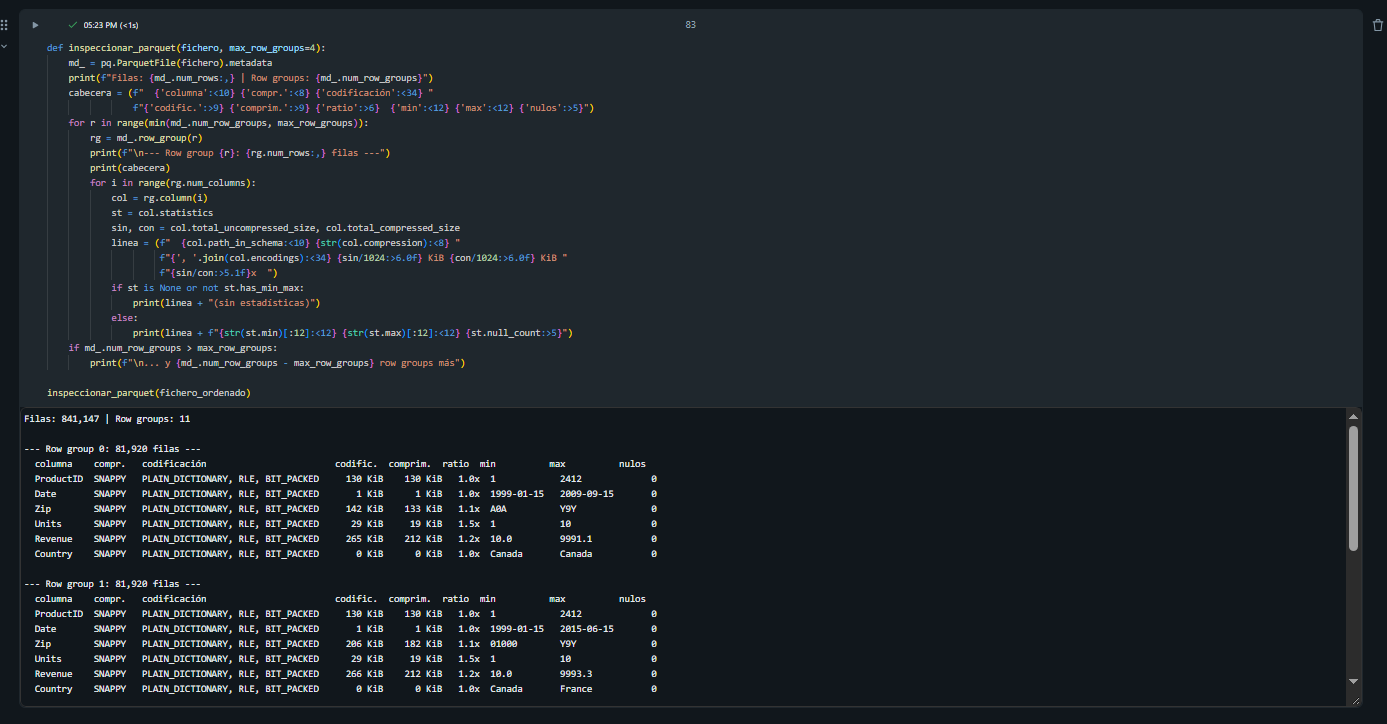 05:23 PM (<1s)
83
def inspeccionar_parquet(fichero, max_row_groups=4):
    md_ = pq.ParquetFile(fichero).metadata
    print(f"Filas: {md_.num_rows:,} | Row groups: {md_.num_row_groups}")
    cabecera = (f"  {'columna':<10} {'compr.':<8} {'codificación':<34} "
                f"{'codific.':>9} {'comprim.':>9} {'ratio':>6}  {'min':<12} {'max':<12} {'nulos':>5}")
    for r in range(min(md_.num_row_groups, max_row_groups)):
        rg = md_.row_group(r)
        print(f"\n--- Row group {r}: {rg.num_rows:,} filas ---")
        print(cabecera)
        for i in range(rg.num_columns):
            col = rg.column(i)
            st = col.statistics
            sin, con = col.total_uncompressed_size, col.total_compressed_size
            linea = (f"  {col.path_in_schema:<10} {str(col.compression):<8} "
                     f"{', '.join(col.encodings):<34} {sin/1024:>6.0f} KiB {con/1024:>6.0f} KiB "
                     f"{sin/con:>5.1f}x  ")
            if st is None or not st.has_min_max:
                print(linea + "(sin estadísticas)")
            else:
                print(linea + f"{str(st.min)[:12]:<12} {str(st.max)[:12]:<12} {st.null_count:>5}")
    if md_.num_row_groups > max_row_groups:
        print(f"\n... y {md_.num_row_groups - max_row_groups} row groups más")
inspeccionar_parquet(fichero_ordenado)
Filas: 841,147 | Row groups: 11
--- Row group 0: 81,920 filas ---
  columna    compr.   codificación                        codific.  comprim.  ratio  min          max          nulos
  ProductID  SNAPPY   PLAIN_DICTIONARY, RLE, BIT_PACKED     130 KiB    130 KiB   1.0x  1            2412             0
  Date       SNAPPY   PLAIN_DICTIONARY, RLE, BIT_PACKED       1 KiB      1 KiB   1.0x  1999-01-15   2009-09-15       0
  Zip        SNAPPY   PLAIN_DICTIONARY, RLE, BIT_PACKED     142 KiB    133 KiB   1.1x  A0A          Y9Y              0
  Units      SNAPPY   PLAIN_DICTIONARY, RLE, BIT_PACKED      29 KiB     19 KiB   1.5x  1            10               0
  Revenue    SNAPPY   PLAIN_DICTIONARY, RLE, BIT_PACKED     265 KiB    212 KiB   1.2x  10.0         9991.1           0
  Country    SNAPPY   PLAIN_DICTIONARY, RLE, BIT_PACKED       0 KiB      0 KiB   1.0x  Canada       Canada           0
--- Row group 1: 81,920 filas ---
  columna    compr.   codificación                        codific.  comprim.  ratio  min          max          nulos
  ProductID  SNAPPY   PLAIN_DICTIONARY, RLE, BIT_PACKED     130 KiB    130 KiB   1.0x  1            2412             0
  Date       SNAPPY   PLAIN_DICTIONARY, RLE, BIT_PACKED       1 KiB      1 KiB   1.0x  1999-01-15   2015-06-15       0
  Zip        SNAPPY   PLAIN_DICTIONARY, RLE, BIT_PACKED     206 KiB    182 KiB   1.1x  01000        Y9Y              0
  Units      SNAPPY   PLAIN_DICTIONARY, RLE, BIT_PACKED      29 KiB     19 KiB   1.5x  1            10               0
  Revenue    SNAPPY   PLAIN_DICTIONARY, RLE, BIT_PACKED     266 KiB    212 KiB   1.2x  10.0         9993.3           0
  Country    SNAPPY   PLAIN_DICTIONARY, RLE, BIT_PACKED       0 KiB      0 KiB   1.0x  Canada       France           0